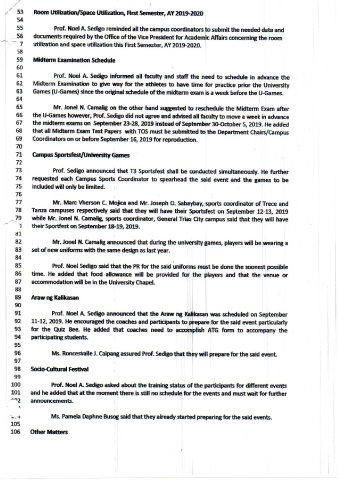 53 Room Utilization/Space Utilization, First Semester, AY 2019-2020
54
55 Prof. Noel A. Sedigo reminded all the campus coordinators to submit the needed data and
56 documents required by the Office of the Vice President for Academic Affairs concerning the room
7 utilization and space utilization this First Semester, AY 2019-2020.
58
59 Midterm Examination Schedule
60
61 Prof. Noel A. Sedigo informed all faculty and staff the need to schedule in advance the
62 Midterm Examination to give way for the athletes to have time for practice prior the University
63 Games (U-Games) since the original schedule of the midterm exam is a week before the U-Games.
64
65 Mr. Jonel N. Camalig on the other hand suggested to reschedule the Midterm Exam after
66 the U-Games however, Prof. Sedigo did not agree and advised all faculty to move a week in advance
67 the midterm exams on September 23-28, 2019 instead of September 30-October 5, 2019. He added
68 that all Midterm Exam Test Papers with TOS must be submitted to the Department Chairs/Campus
69 Coordinators on or before September 16, 2019 for reproduction.
70
71 Campus Sportsfest/University Games
72
73 Prof. Sedigo announced that T3 Sportsfest shall be conducted simultaneously. He further
74 requested each Campus Sports Coordinator to spearhead the said event and the games to be
75 included will only be limited.
76
77 Mr. Marc Vherson C. Mojica and Mr. Joseph O. Sabaybay, sports coordinator of Trece and
78 Tanza campuses respectively said that they will have their Sportsfest on September 12-13, 2019
79 while Mr. Jonel N. Camalig, sports coordinator, General Trias City campus said that they will have
their Sportfest on September 18-19, 2019.
81
82 Mr. Jonel N. Camalig announced that during the university games, players will be wearing a
83 set of new uniforms with the same design as last year.
84
85 Prof. Noel Sedigo said that the PR for the said uniforms must be done the soonest possible
86 time. He added that food allowance will be provided for the players and that the venue or
87 accommodation will be in the University Chapel.
88
89 Araw ng Kalikasan
90
91 Prof. Noel A. Sedigo announced that the Araw ng Kalikasan was scheduled on September
92 11-12, 2019. He encouraged the coaches and participants to prepare for the said event particularly
93 for the Quiz Bee. He added that coaches need to accomplish ATG form to accompany the
94 participating students.
95
96 Ms. Roncesvalle J. Caipang assured Prof. Sedigo that they will prepare for the said event.
97
98 Socio-Cultural Festival
99
100 Prof. Noel A. Sedigo asked about the training status of the participants for different events
101 and he added that at the moment there is still no schedule for the events and must wait for further
announcements.
Ms. Pamela Daphne Busog said that they already started preparing for the said events.
105
106 Other Matters